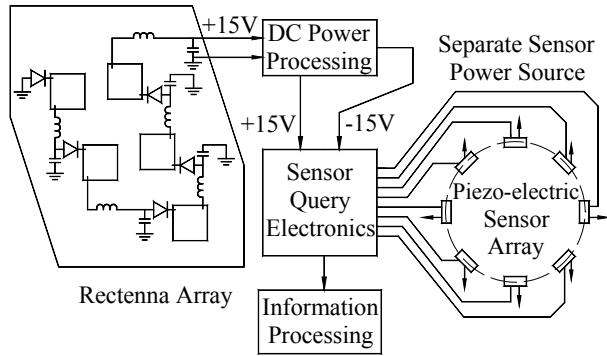 +15V
DC Power
Processing
Separate Sensor
Power Source
+15V
-15V
Sensor
Query
Electronics
Piezo-electric
Sensor
Array
Rectenna Array
Information
Processing